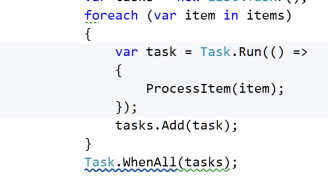 foreach (var item in items)
{
var task = Task.Run(() =>
{
ProcessItem(item);
});
tasks.Add(task);
}
Task.WhenAll(tasks);